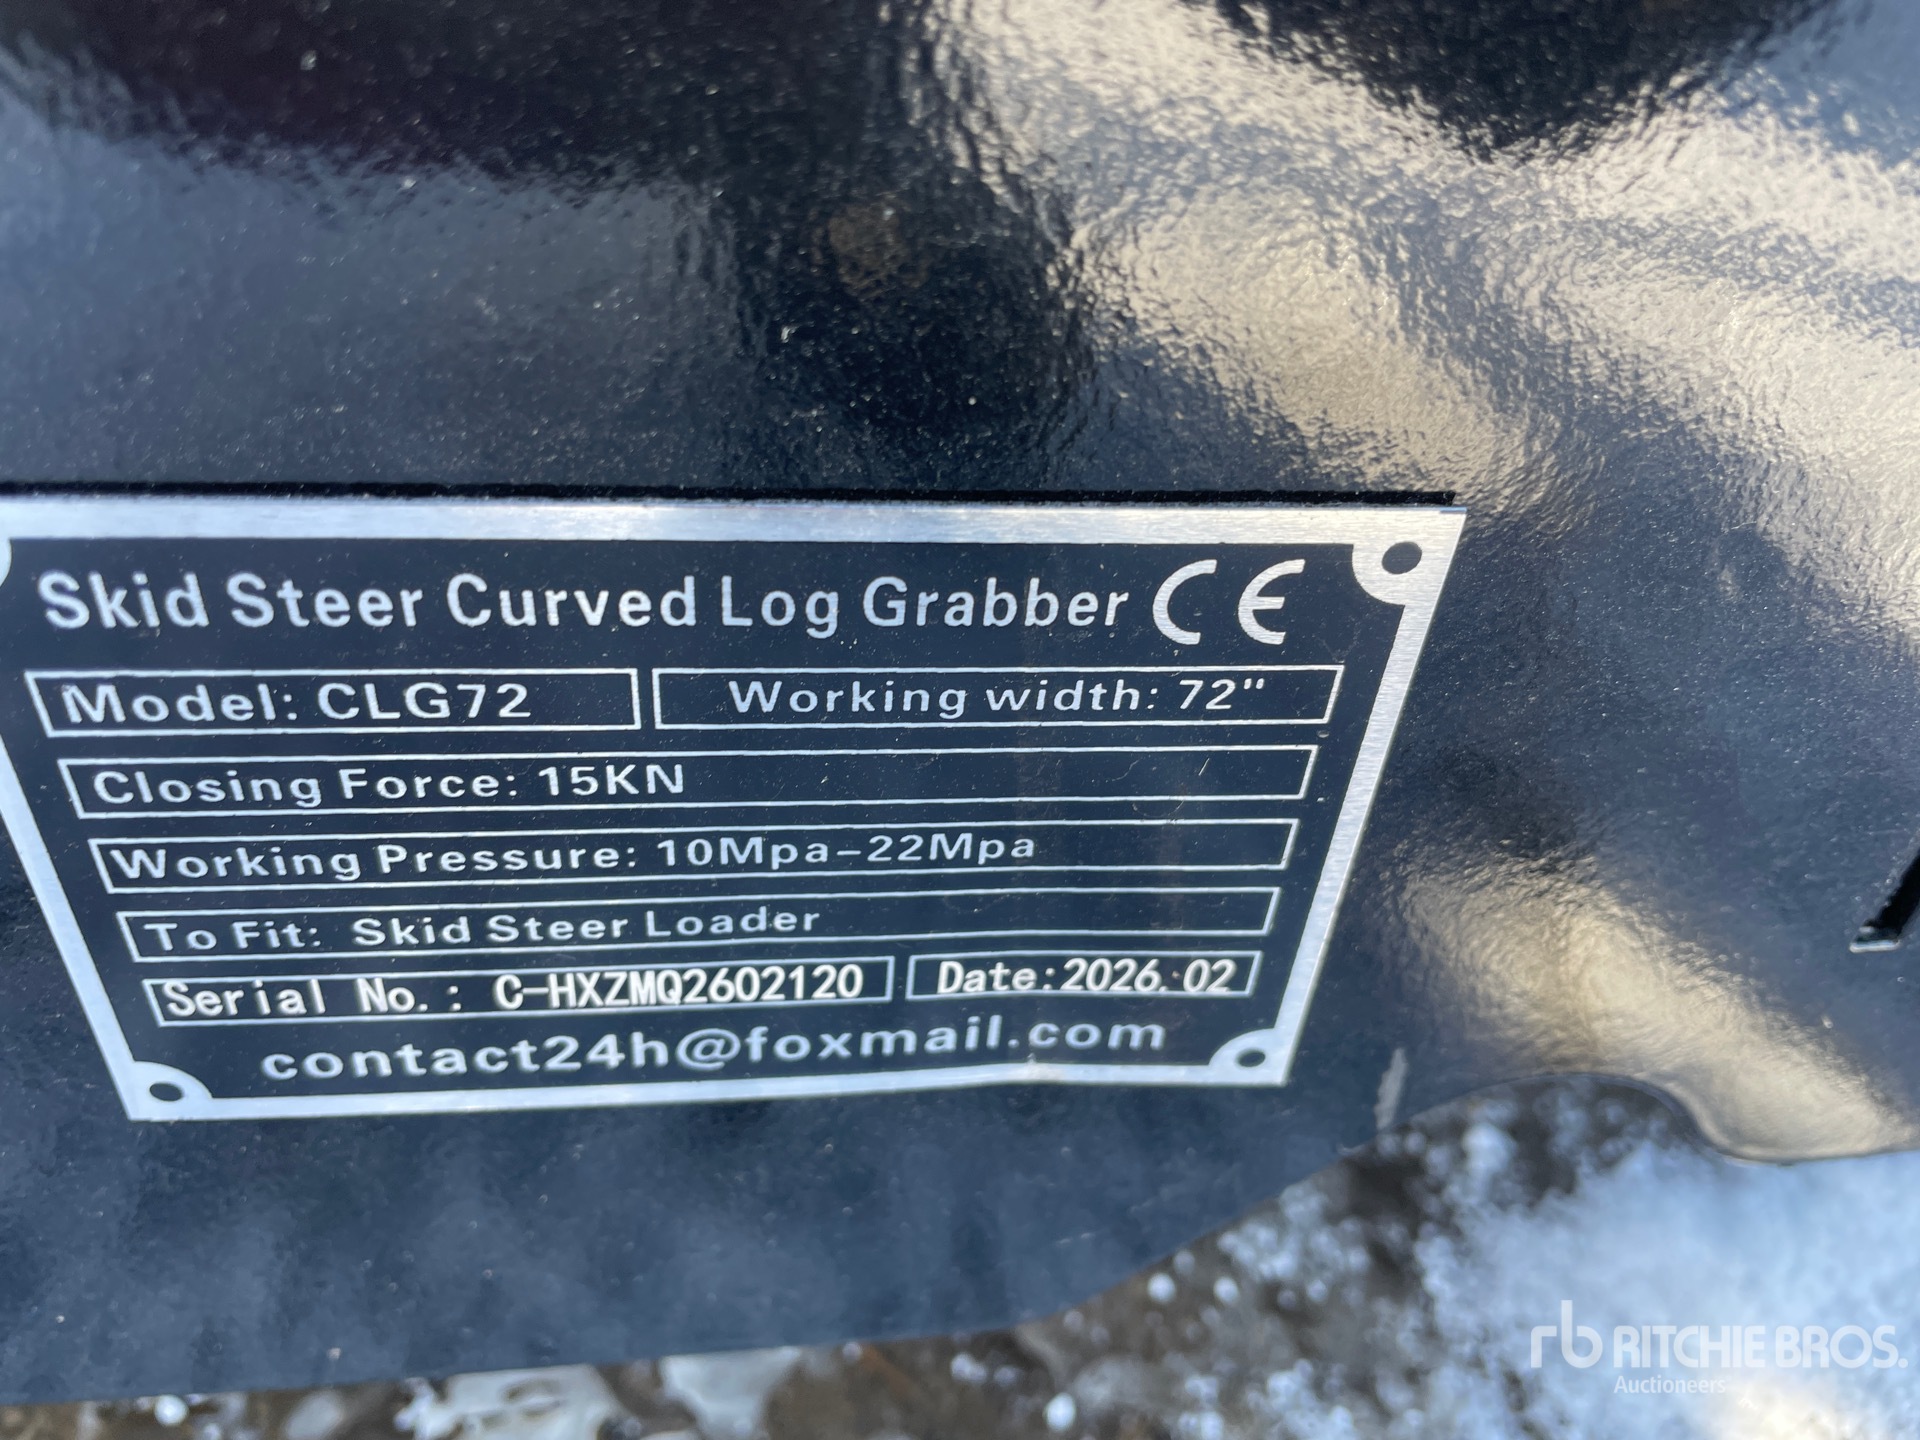 Skid Steer Curved Log Grabber CE
Model: CLG72 Working width: 72"
Closing Force: 15KN
Working Pressure: 10Mpa-22Mpa
To Fit: Skid Steer Loader
Serial No.: C-HXZMQ2602120 Date:2026.02
contact24h@foxmail.com
rb RITCHIE BROS.
Auctioneers